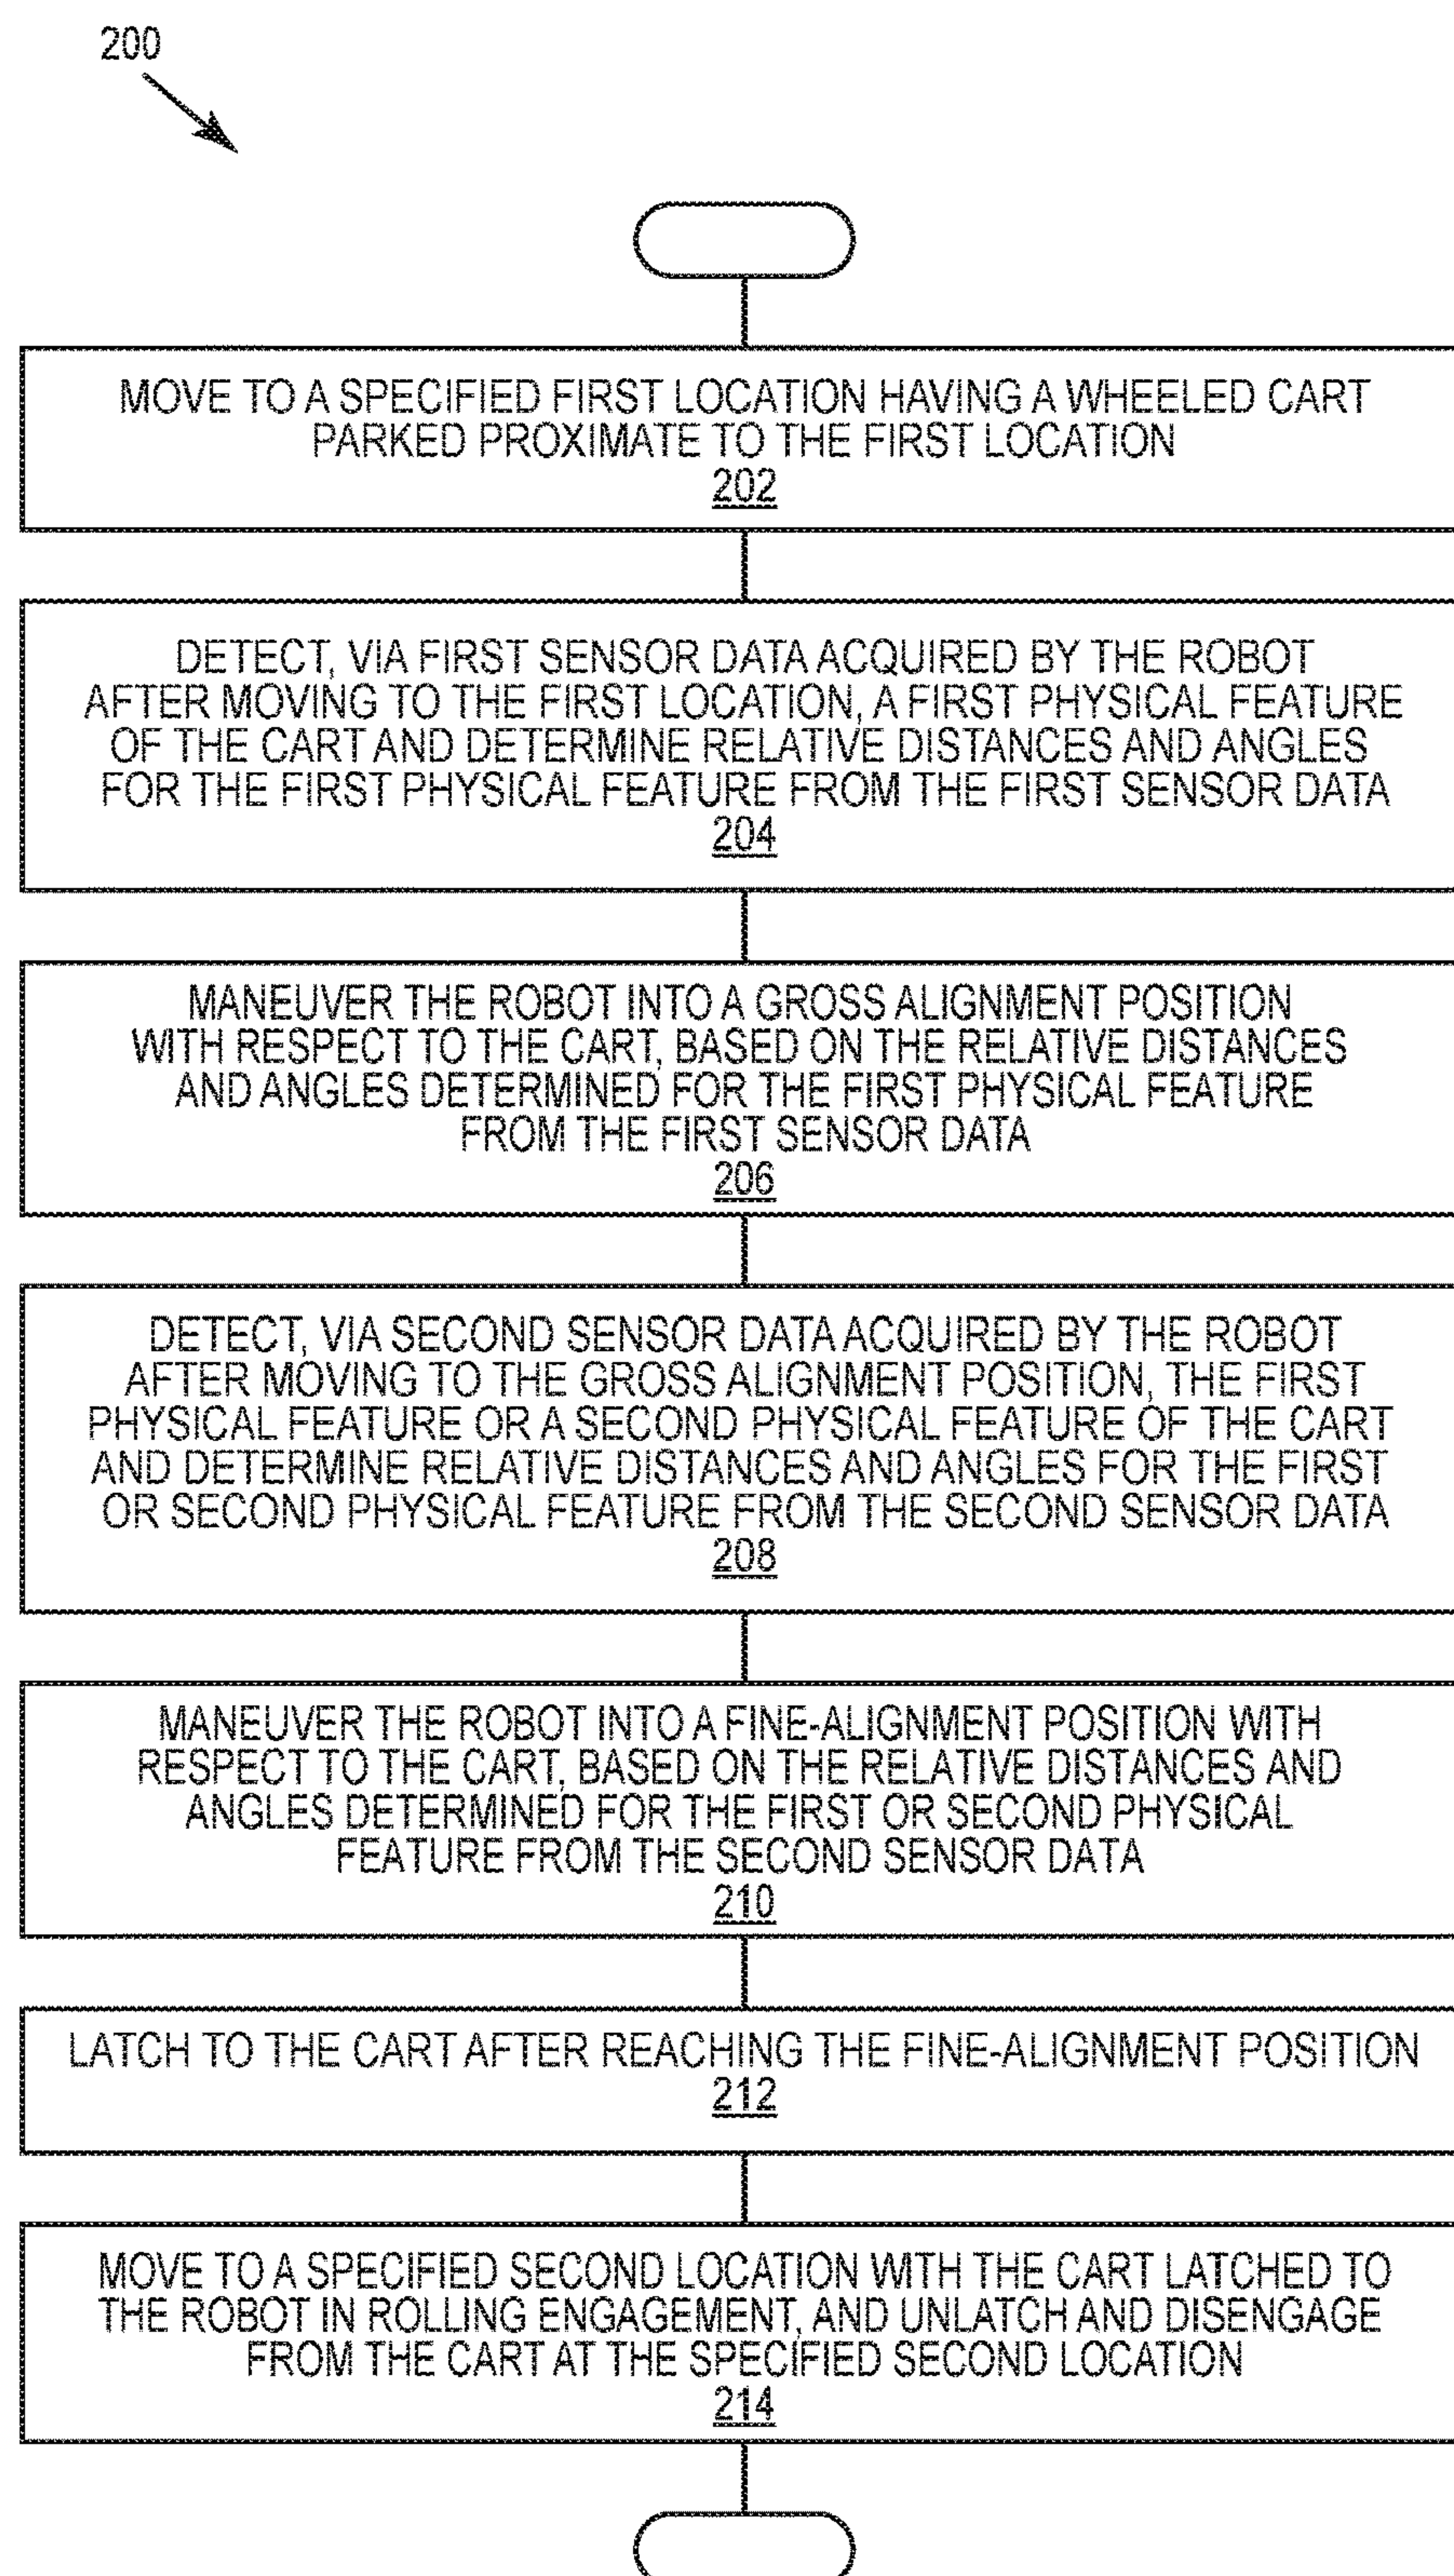 200
MOVE TO A SPECIFIED FIRST LOCATION HAVING A WHEELED CART
PARKED PROXIMATE TO THE FIRST LOCATION
202
DETECT, VIA FIRST SENSOR DATA ACQUIRED BY THE ROBOT
AFTER MOVING TO THE FIRST LOCATION, A FIRST PHYSICAL FEATURE
OF THE CART AND DETERMINE RELATIVE DISTANCES AND ANGLES
FOR THE FIRST PHYSICAL FEATURE FROM THE FIRST SENSOR DATA
204
MANEUVER THE ROBOT INTO A GROSS ALIGNMENT POSITION
WITH RESPECT TO THE CART, BASED ON THE RELATIVE DISTANCES
AND ANGLES DETERMINED FOR THE FIRST PHYSICAL FEATURE
FROM THE FIRST SENSOR DATA
206
DETECT, VIA SECOND SENSOR DATA ACQUIRED BY THE ROBOT
AFTER MOVING TO THE GROSS ALIGNMENT POSITION, THE FIRST
PHYSICAL FEATURE OR A SECOND PHYSICAL FEATURE OF THE CART
AND DETERMINE RELATIVE DISTANCES AND ANGLES FOR THE FIRST
OR SECOND PHYSICAL FEATURE FROM THE SECOND SENSOR DATA
208
MANEUVER THE ROBOT INTO A FINE-ALIGNMENT POSITION WITH
RESPECT TO THE CART, BASED ON THE RELATIVE DISTANCES AND
ANGLES DETERMINED FOR THE FIRST OR SECOND PHYSICAL
FEATURE FROM THE SECOND SENSOR DATA
210
LATCH TO THE CART AFTER REACHING THE FINE-ALIGNMENT POSITION
212
MOVE TO A SPECIFIED SECOND LOCATION WITH THE CART LATCHED TO
THE ROBOT IN ROLLING ENGAGEMENT, AND UNLATCH AND DISENGAGE
FROM THE CART AT THE SPECIFIED SECOND LOCATION
214